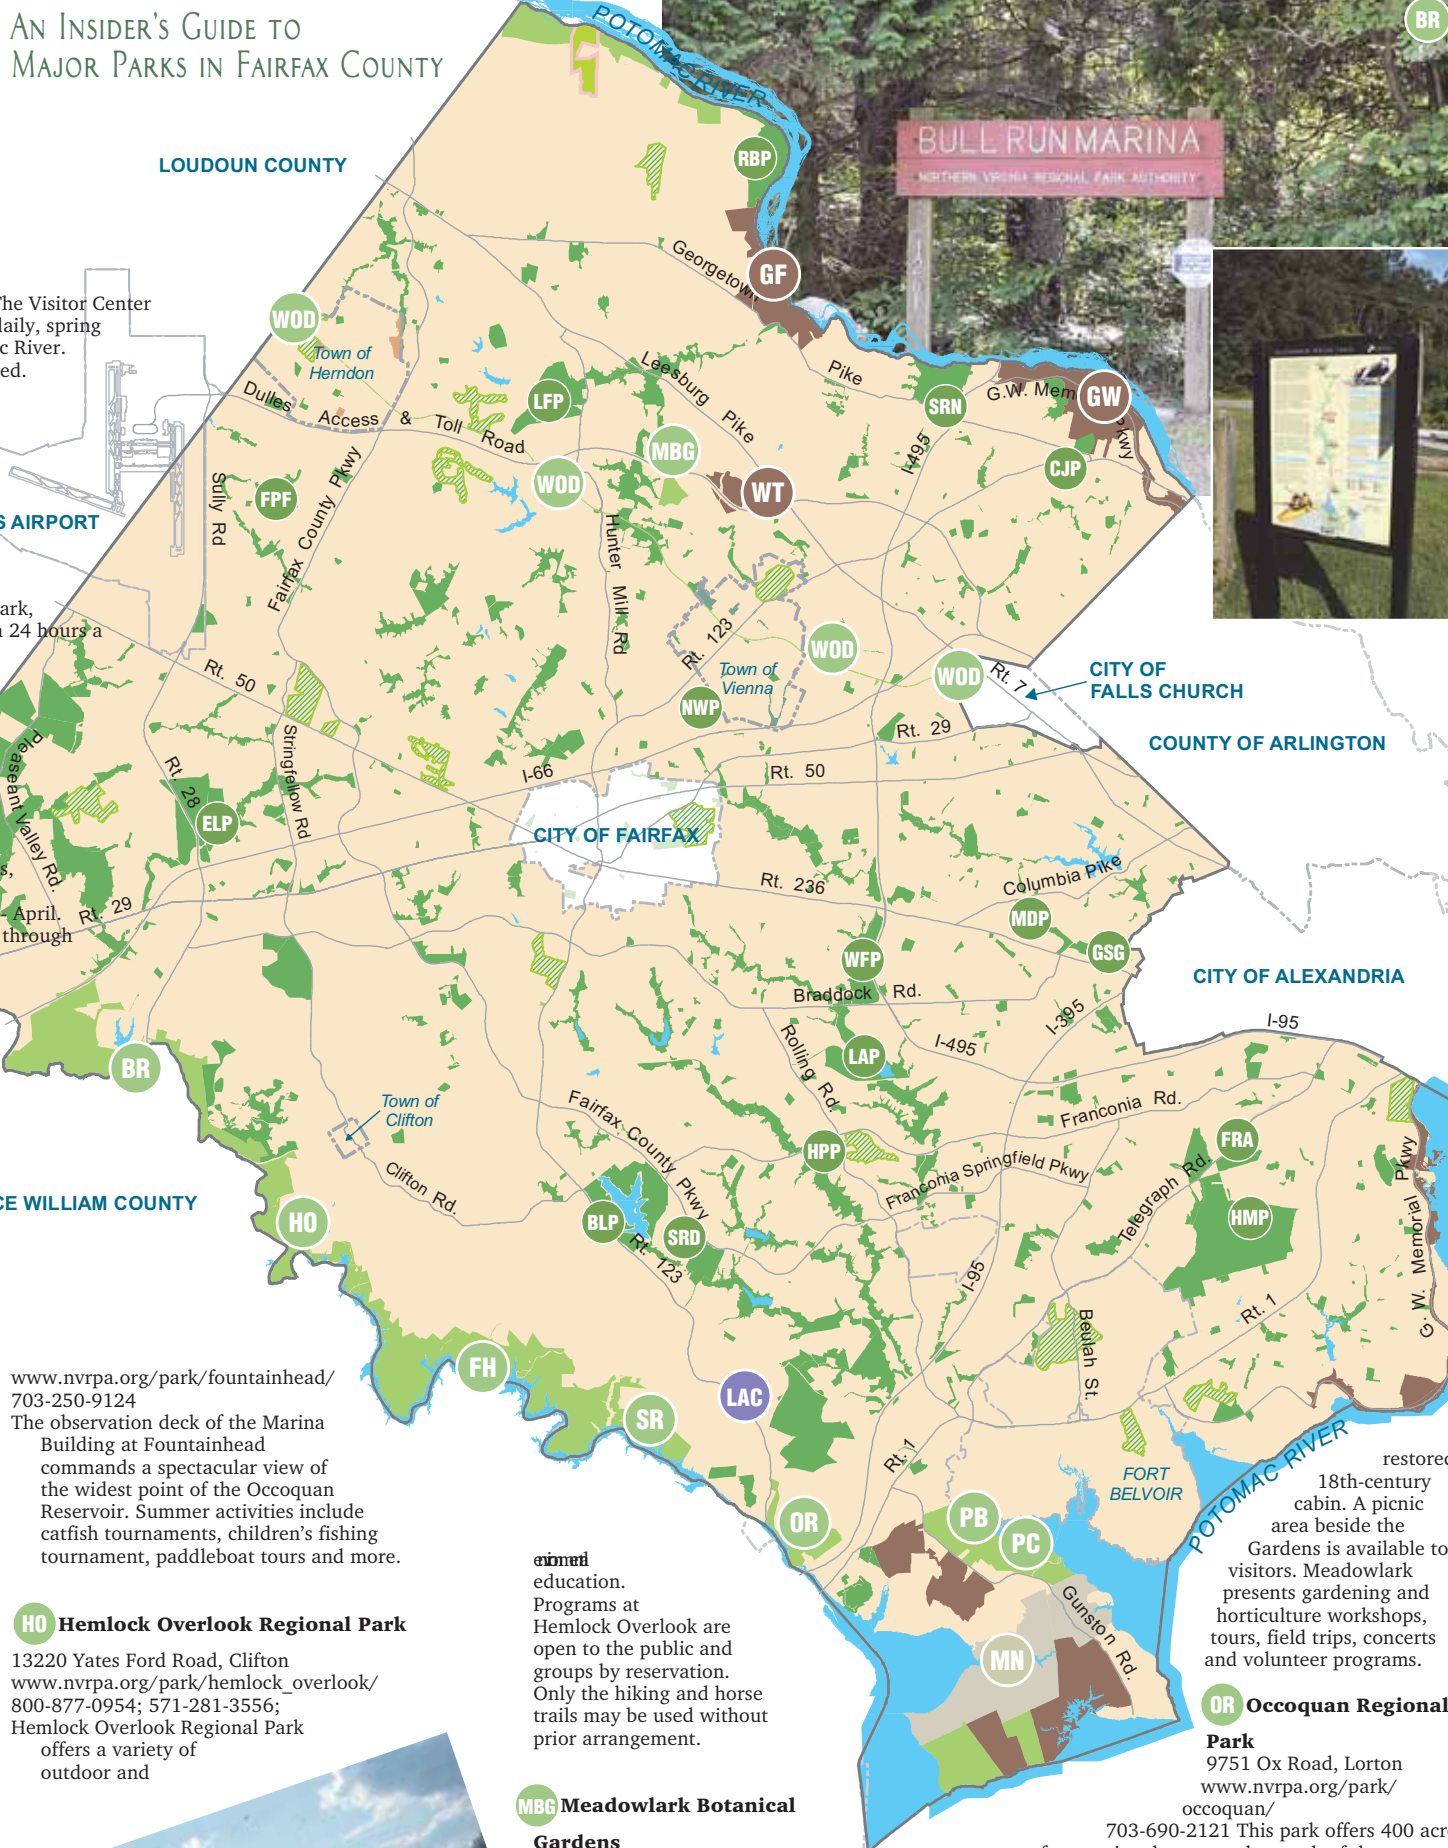 AN INSIDER'S GUIDE TO
MAJOR PARKS IN FAIRFAX COUNTY
BR
BULL RUN MARINA
NORTHERN VIRGINIA REGIONAL PARK AUTHORITY
POTOMAC RIVER
LOUDOUN COUNTY
RBP
Georgetown
GF
The Visitor Center
daily, spring
c River.
ed.
WOD
Town of
Herndon
Dulles
Access & Toll Road
LFP
Leesburg Pike
Pike
SRN
G.W. Mem
GW
Pkwy
I-495
CJP
MBG
WOD
WT
FPF
Sully Rd
Fairfax County Pkwy
Hunter Mill Rd
S AIRPORT
ark,
n 24 hours a
Rt. 50
Rt. 123
Town of
Vienna
WOD
WOD
Rt. 7
CITY OF
FALLS CHURCH
NWP
Rt. 29
COUNTY OF ARLINGTON
Pleasant Valley Rd.
Rt. 28
Stringfellow Rd
I-66
Rt. 50
ELP
CITY OF FAIRFAX
s,
- April.
through
Rt. 29
Rt. 236
Columbia Pike
MDP
GSG
WFP
Braddock Rd.
CITY OF ALEXANDRIA
I-395
I-95
I-495
Rolling Rd.
LAP
BR
Town of
Clifton
Fairfax County Pkwy
Franconia Rd.
HPP
FRA
Franconia Springfield Pkwy
Telegraph Rd.
G. W. Memorial Pkwy
Clifton Rd.
CE WILLIAM COUNTY
HO
BLP
SRD
HMP
Rt. 123
I-95
Rt. 1
Beulah St.
FH
LAC
SR
Rt. 1
www.nvrpa.org/park/fountainhead/
703-250-9124
The observation deck of the Marina
Building at Fountainhead
commands a spectacular view of
the widest point of the Occoquan
Reservoir. Summer activities include
catfish tournaments, children's fishing
tournament, paddleboat tours and more.
HO Hemlock Overlook Regional Park
13220 Yates Ford Road, Clifton
www.nvrpa.org/park/hemlock_overlook/
800-877-0954; 571-281-3556;
Hemlock Overlook Regional Park
offers a variety of
outdoor and
education.
Programs at
Hemlock Overlook are
open to the public and
groups by reservation.
Only the hiking and horse
trails may be used without
prior arrangement.
MBG Meadowlark Botanical
Gardens
OR
PB
PC
FORT
BELVOIR
POTOMAC RIVER
Gunston Rd.
MN
restored
18th-century
cabin. A picnic
area beside the
Gardens is available to
visitors. Meadowlark
presents gardening and
horticulture workshops,
tours, field trips, concerts
and volunteer programs.
OR Occoquan Regional
Park
9751 Ox Road, Lorton
www.nvrpa.org/park/
occoquan/
703-690-2121 This park offers 400 acr